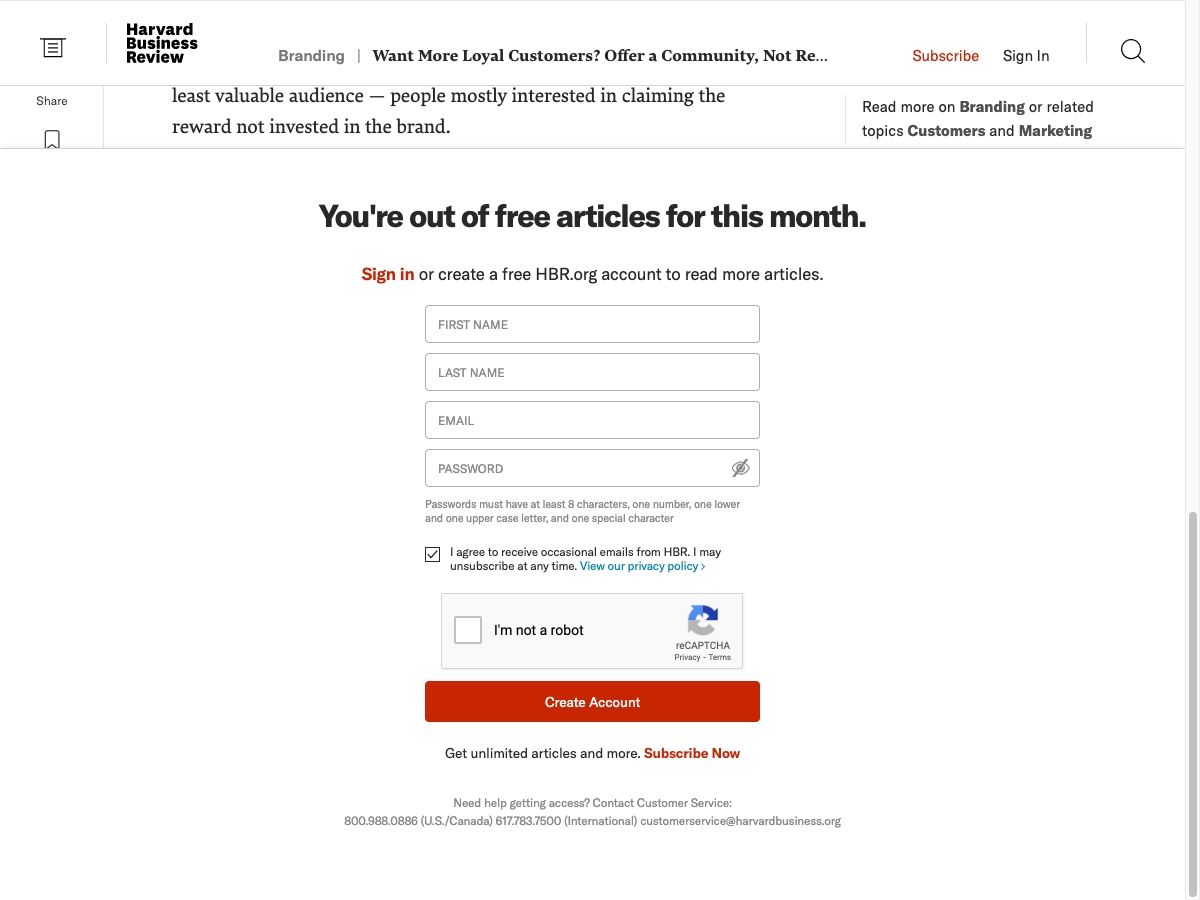 Harvard
Business
Review
Branding | Want More Loyal Customers? Offer a Community, Not Re...
Subscribe Sign In
Share
least valuable audience — people mostly interested in claiming the
reward not invested in the brand.
Read more on Branding or related
topics Customers and Marketing
You're out of free articles for this month.
Sign in or create a free HBR.org account to read more articles.
FIRST NAME
LAST NAME
EMAIL
PASSWORD
Passwords must have at least 8 characters, one number, one lower
and one upper case letter, and one special character
I agree to receive occasional emails from HBR. I may
unsubscribe at any time. View our privacy policy ›
I'm not a robot
reCAPTCHA
Privacy - Terms
Create Account
Get unlimited articles and more. Subscribe Now
Need help getting access? Contact Customer Service:
800.988.0886 (U.S./Canada) 617.783.7500 (International) customerservice@harvardbusiness.org